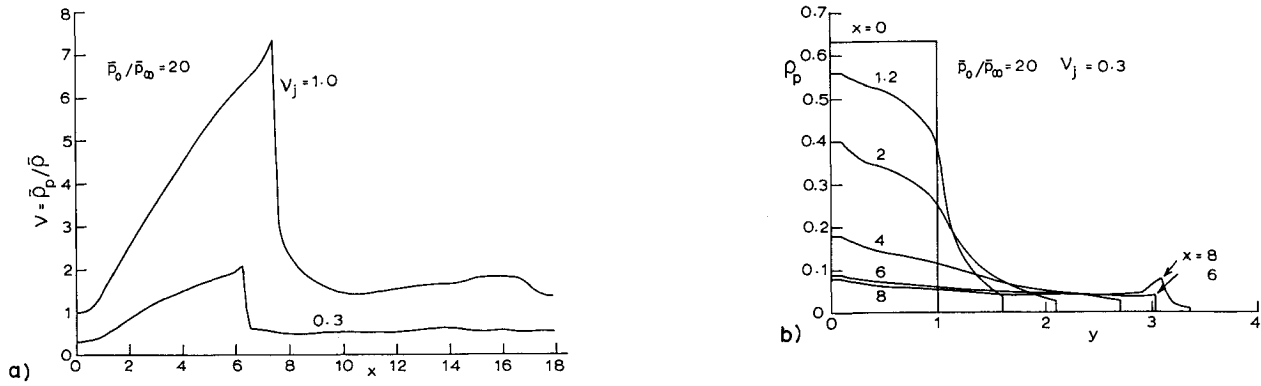 8
7
6
5
4
3
2
1
0
ν = p̄ₚ/p̄
p̄₀/p̄∞ = 20
νⱼ = 1.0
0.3
0 2 4 6 8 10 x 12 14 16 18
a)
0.7
0.6
0.5
0.4
0.3
0.2
0.1
0
ρₚ
x = 0
p̄₀/p̄∞ = 20 νⱼ = 0.3
1.2
2
4
6
8
x = 8
6
0 1 2 y 3 4
b)